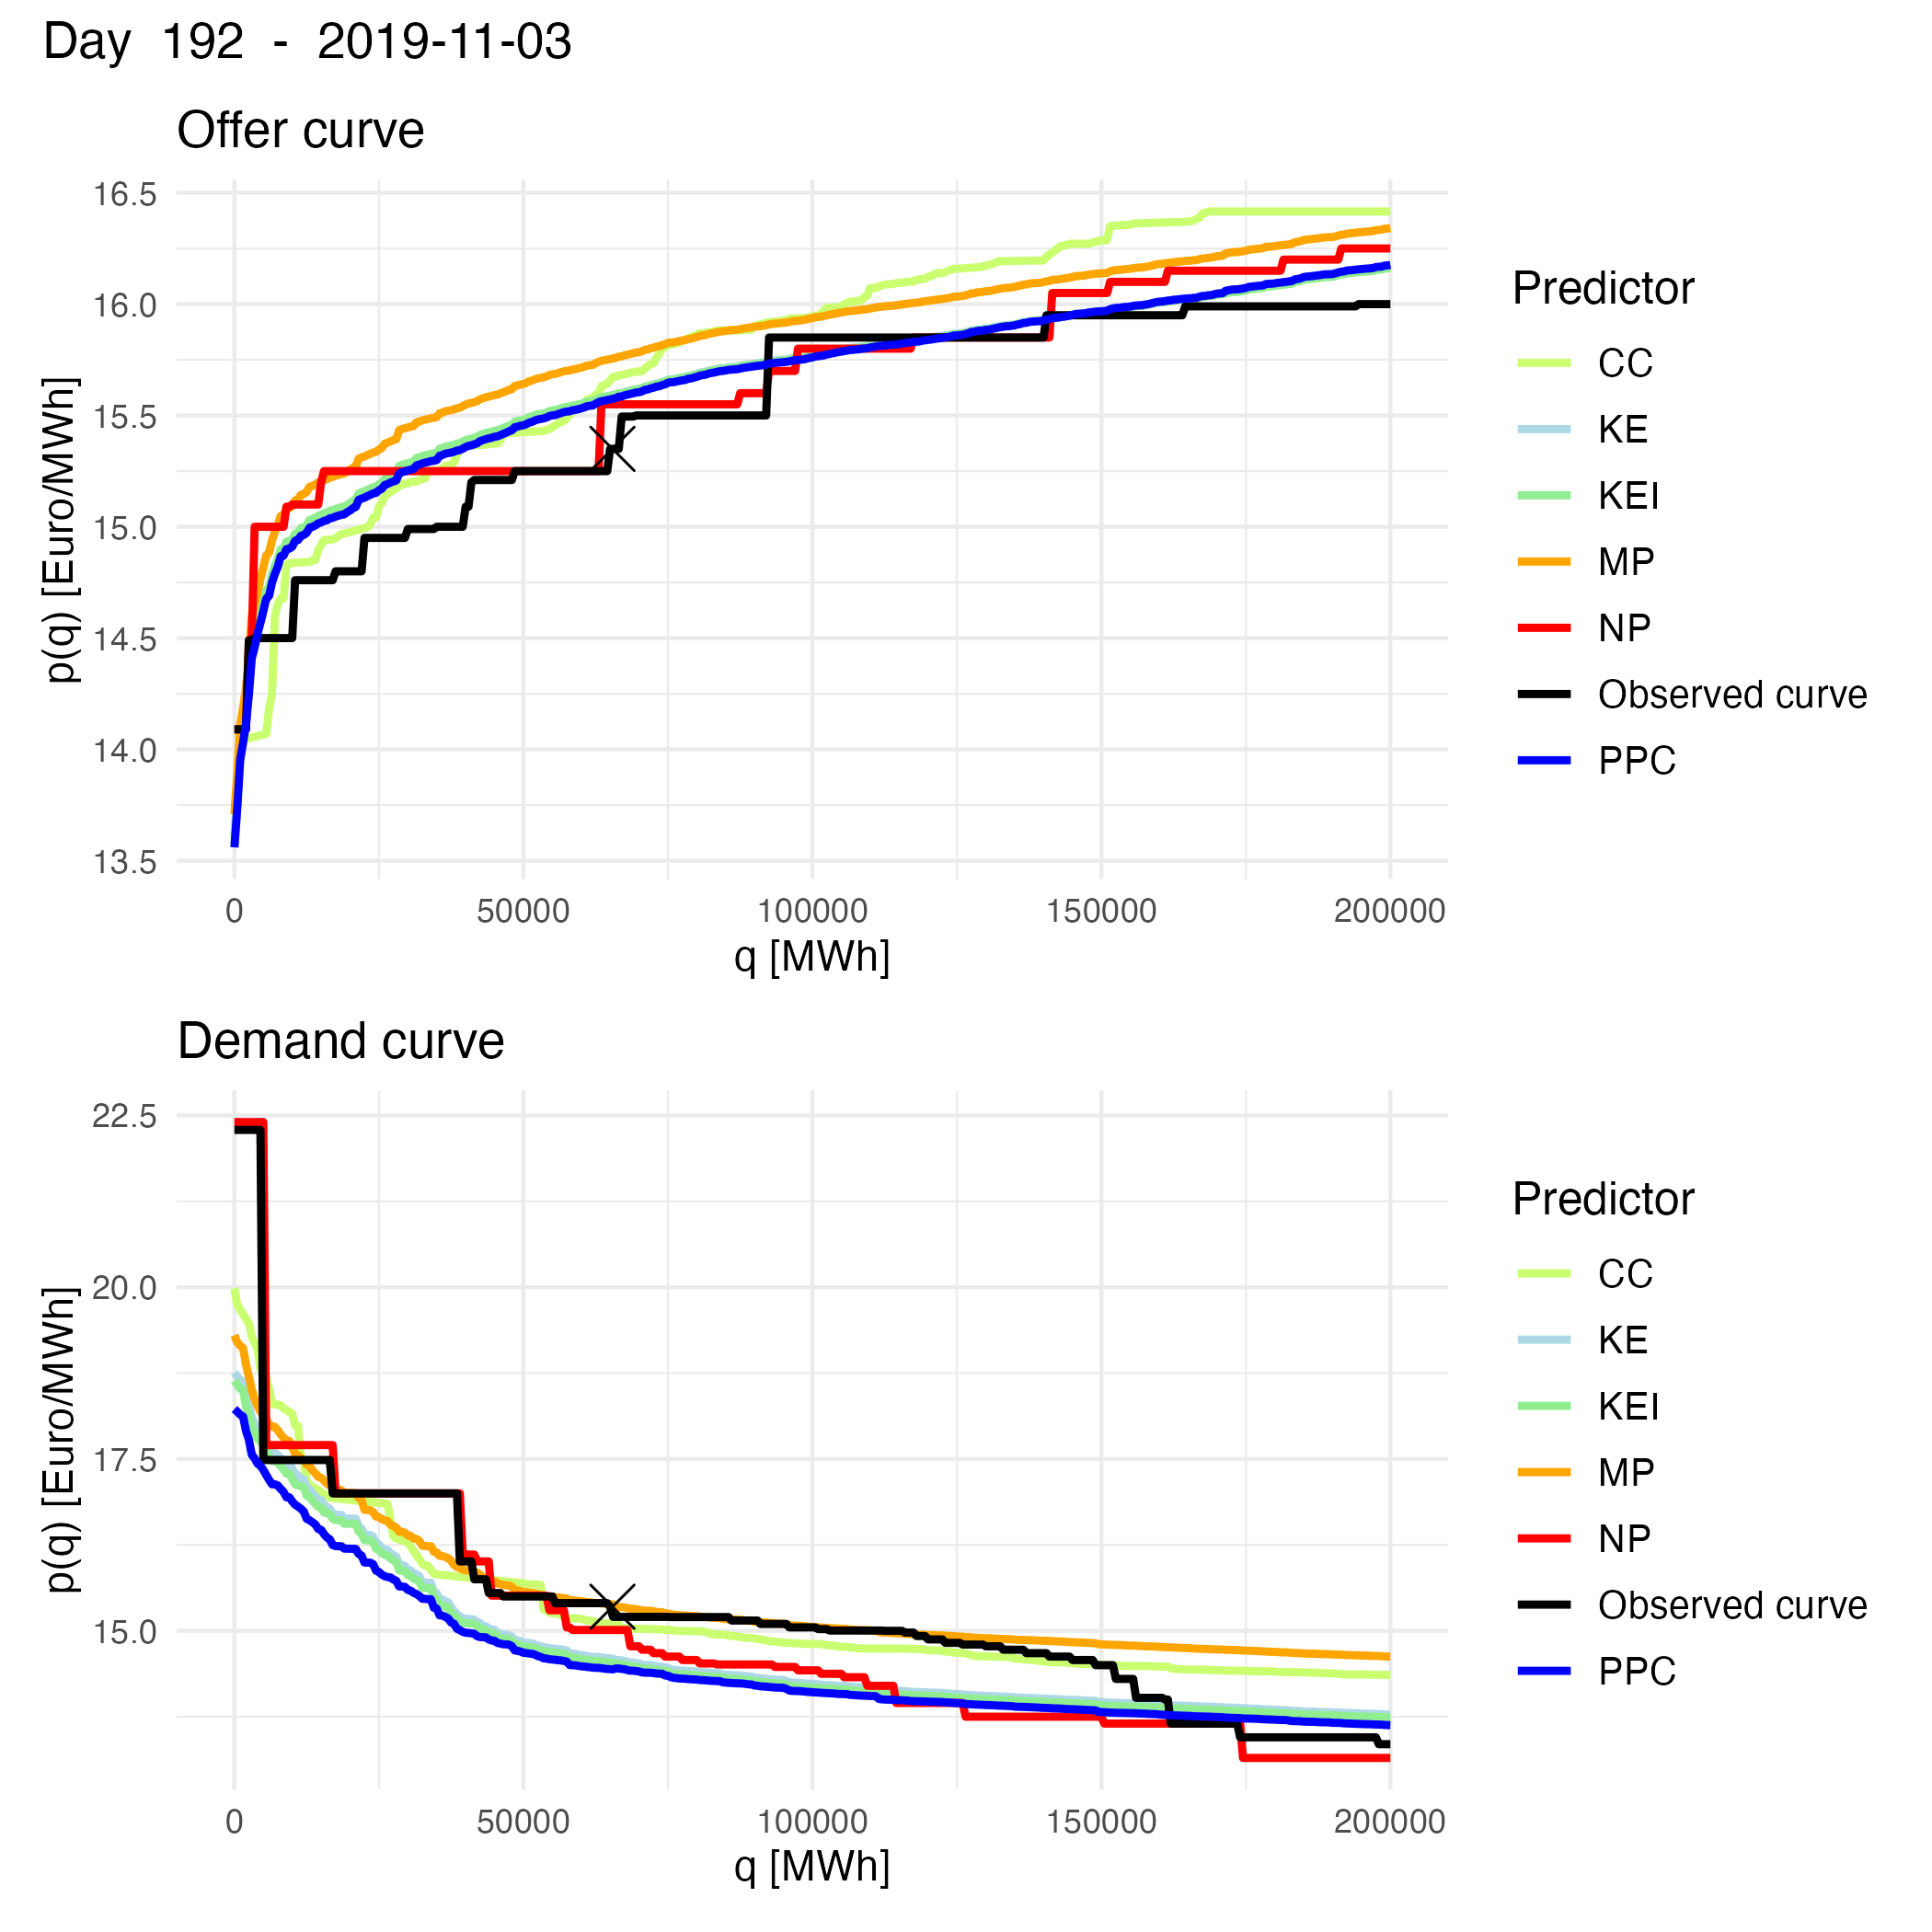 Day 192 - 2019-11-03
Offer curve
p(q) [Euro/MWh]
16.5
16.0
15.5
15.0
14.5
14.0
13.5
0 50000 100000 150000 200000
q [MWh]
Predictor
CC
KE
KEI
MP
NP
Observed curve
PPC
Demand curve
p(q) [Euro/MWh]
22.5
20.0
17.5
15.0
0 50000 100000 150000 200000
q [MWh]
Predictor
CC
KE
KEI
MP
NP
Observed curve
PPC